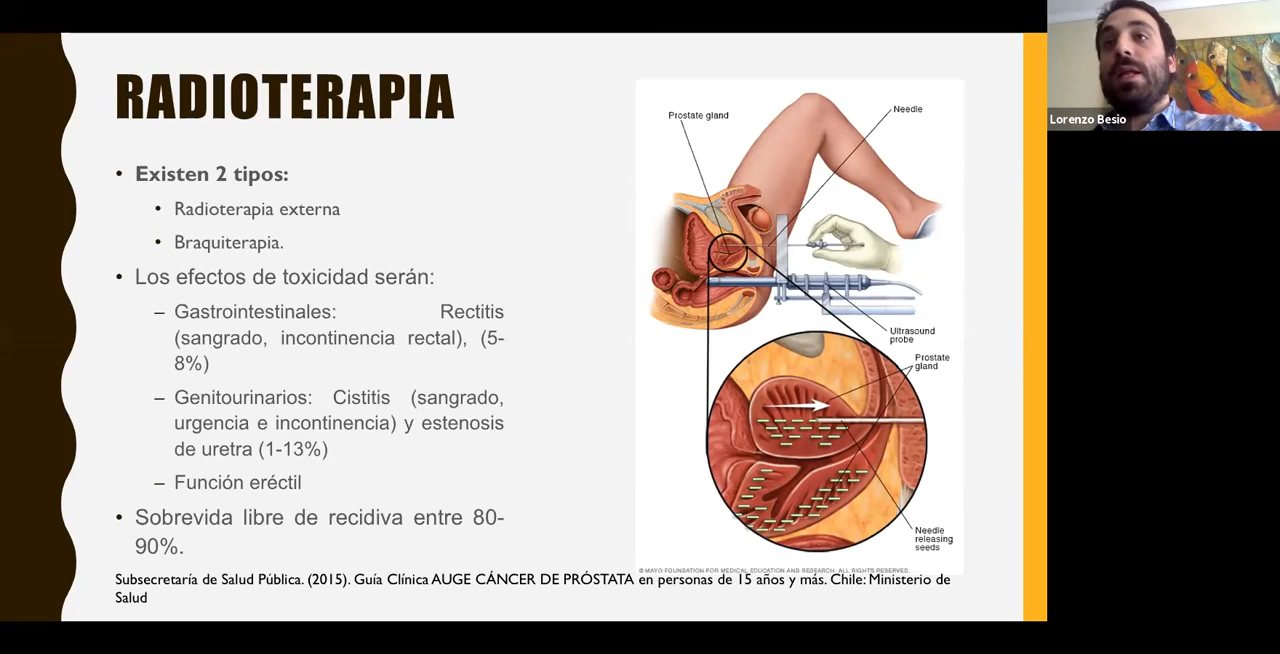 RADIOTERAPIA
• Existen 2 tipos:
• Radioterapia externa
• Braquiterapia.
• Los efectos de toxicidad serán:
– Gastrointestinales: Rectitis
(sangrado, incontinencia rectal), (5-
8%)
– Genitourinarios: Cistitis (sangrado,
urgencia e incontinencia) y estenosis
de uretra (1-13%)
– Función eréctil
• Sobrevida libre de recidiva entre 80-
90%.
Prostate gland
Needle
Ultrasound
probe
Prostate
gland
Needle
releasing
seeds
© MAYO FOUNDATION FOR MEDICAL EDUCATION AND RESEARCH. ALL RIGHTS RESERVED.
Subsecretaría de Salud Pública. (2015). Guía Clínica AUGE CÁNCER DE PRÓSTATA en personas de 15 años y más. Chile: Ministerio de
Salud
Lorenzo Besio